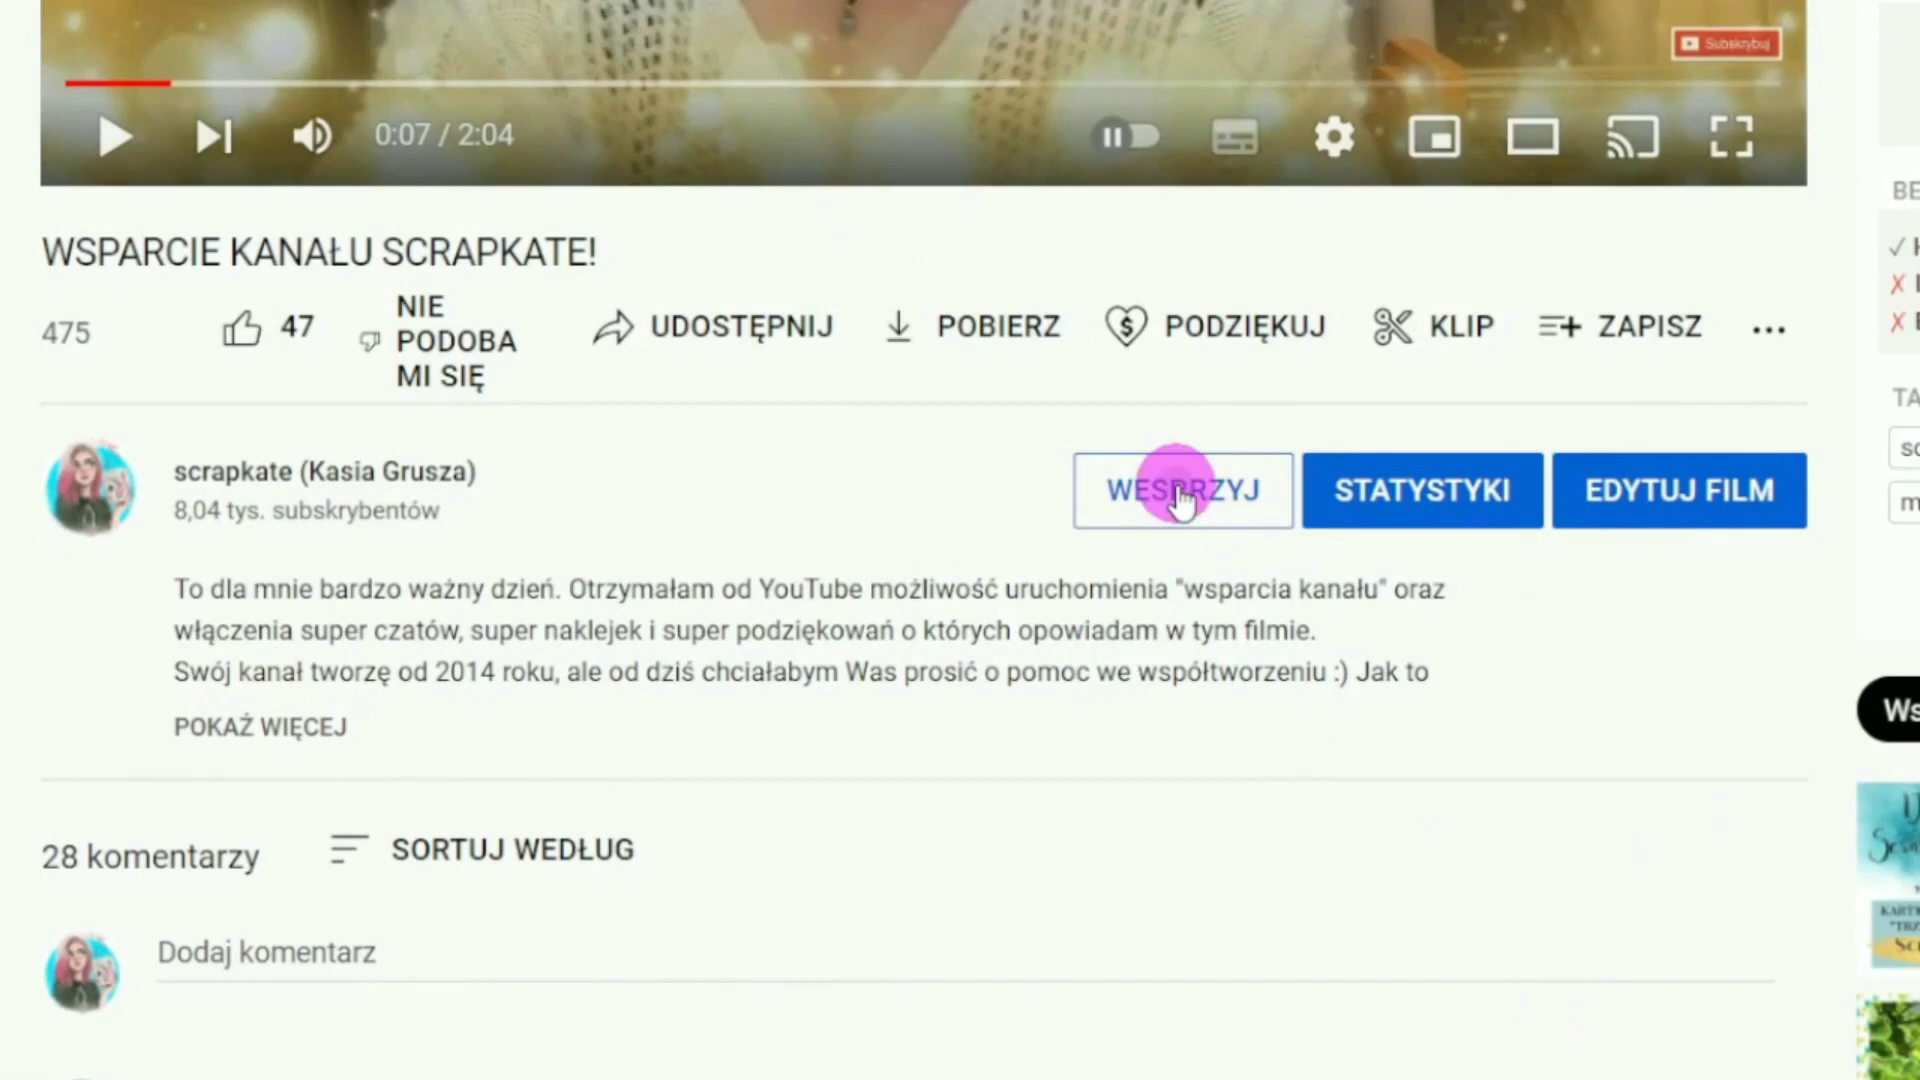 Subskrybuj
0:07 / 2:04
WSPARCIE KANAŁU SCRAPKATE!
475
47
NIE
PODOBA
MI SIĘ
UDOSTĘPNIJ
POBIERZ
PODZIĘKUJ
KLIP
ZAPISZ
scrapkate (Kasia Grusza)
8,04 tys. subskrybentów
WESPRZYJ
STATYSTYKI
EDYTUJ FILM
To dla mnie bardzo ważny dzień. Otrzymałam od YouTube możliwość uruchomienia "wsparcia kanału" oraz
włączenia super czatów, super naklejek i super podziękowań o których opowiadam w tym filmie.
Swój kanał tworzę od 2014 roku, ale od dziś chciałabym Was prosić o pomoc we współtworzeniu :) Jak to
POKAŻ WIĘCEJ
28 komentarzy
SORTUJ WEDŁUG
Dodaj komentarz
BE
TA
Ws